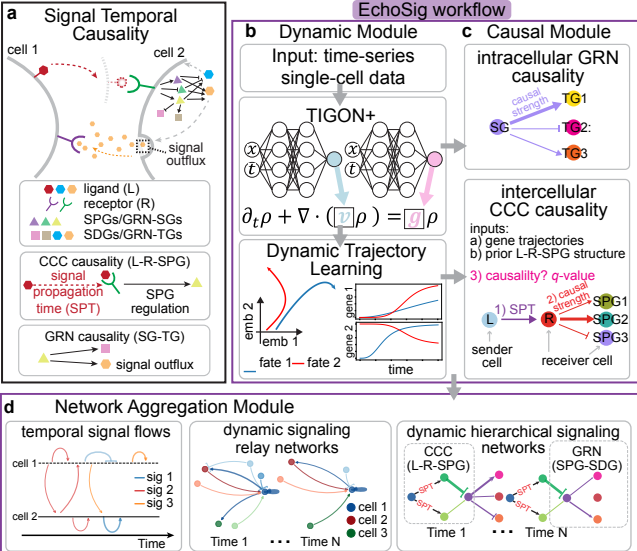 a
Signal Temporal
Causality
cell 1
cell 2
signal
outflux
ligand (L)
receptor (R)
SPGs/GRN-SGs
SDGs/GRN-TGs
CCC causality (L-R-SPG)
signal
propagation
time (SPT)
SPG
regulation
GRN causality (SG-TG)
signal outflux
EchoSig workflow
b
Dynamic Module
Input: time-series
single-cell data
TIGON+
x
t
x
t
∂tρ + ∇ · (vρ) = gρ
Dynamic Trajectory
Learning
emb 2
emb 1
gene 1
gene 2
time
fate 1
fate 2
c
Causal Module
intracellular GRN
causality
SG
causal
strength
TG1
TG2:
TG3
intercellular
CCC causality
inputs:
a) gene trajectories
b) prior L-R-SPG structure
3) causalilty? q-value
L
1) SPT
R
2) causal
strength
SPG1
SPG2
SPG3
sender
cell
receiver cell
d
Network Aggregation Module
temporal signal flows
cell 1
cell 2
sig 1
sig 2
sig 3
Time
dynamic signaling
relay networks
cell 1
cell 2
cell 3
Time 1 ··· Time N
dynamic hierarchical signaling
networks
CCC
(L-R-SPG)
GRN
(SPG-SDG)
SPT
SPT
SPT
SPT
Time 1 ··· Time N